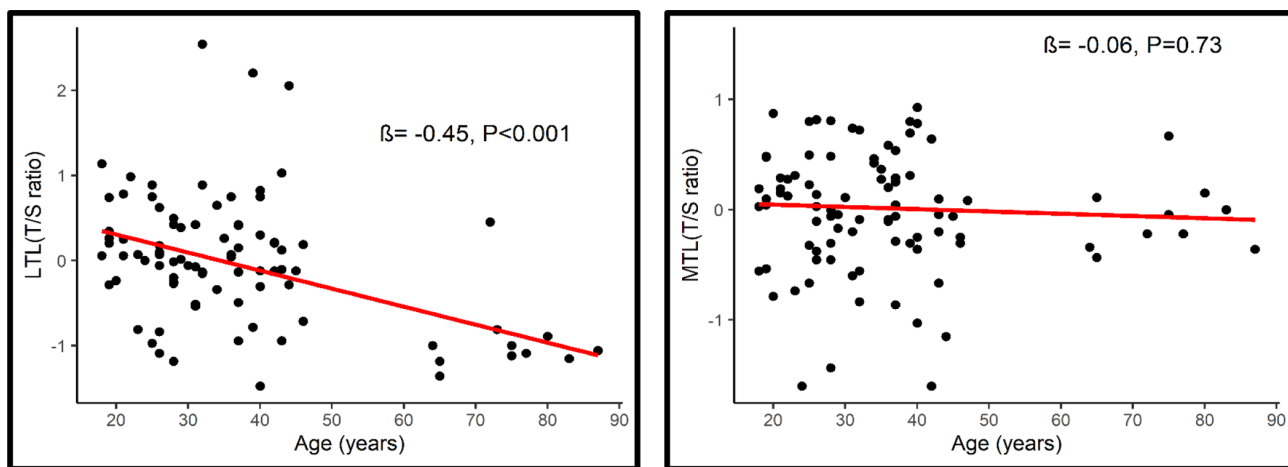 ß= -0.45, P<0.001
LTL(T/S ratio)
2
1
0
-1
20 30 40 50 60 70 80 90
Age (years)
ß= -0.06, P=0.73
MTL(T/S ratio)
1
0
-1
20 30 40 50 60 70 80 90
Age (years)